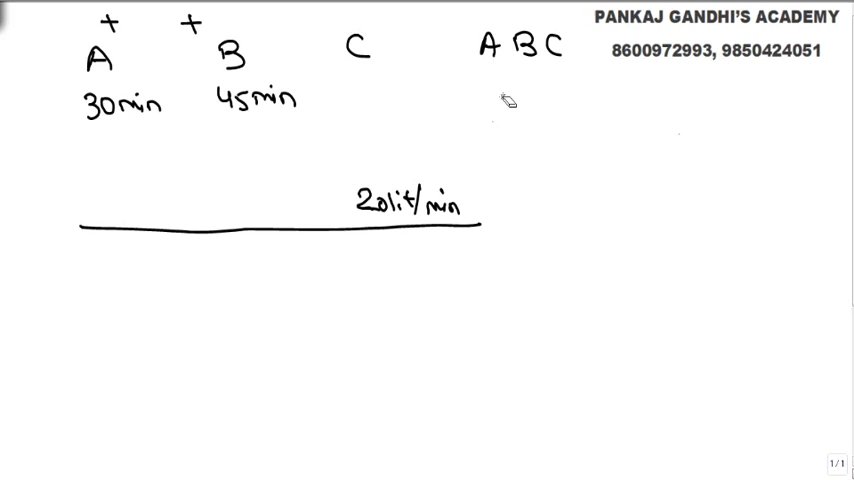 + +
A B C A B C
30min 45min
20lit/min
PANKAJ GANDHI'S ACADEMY
8600972993, 9850424051
1/1